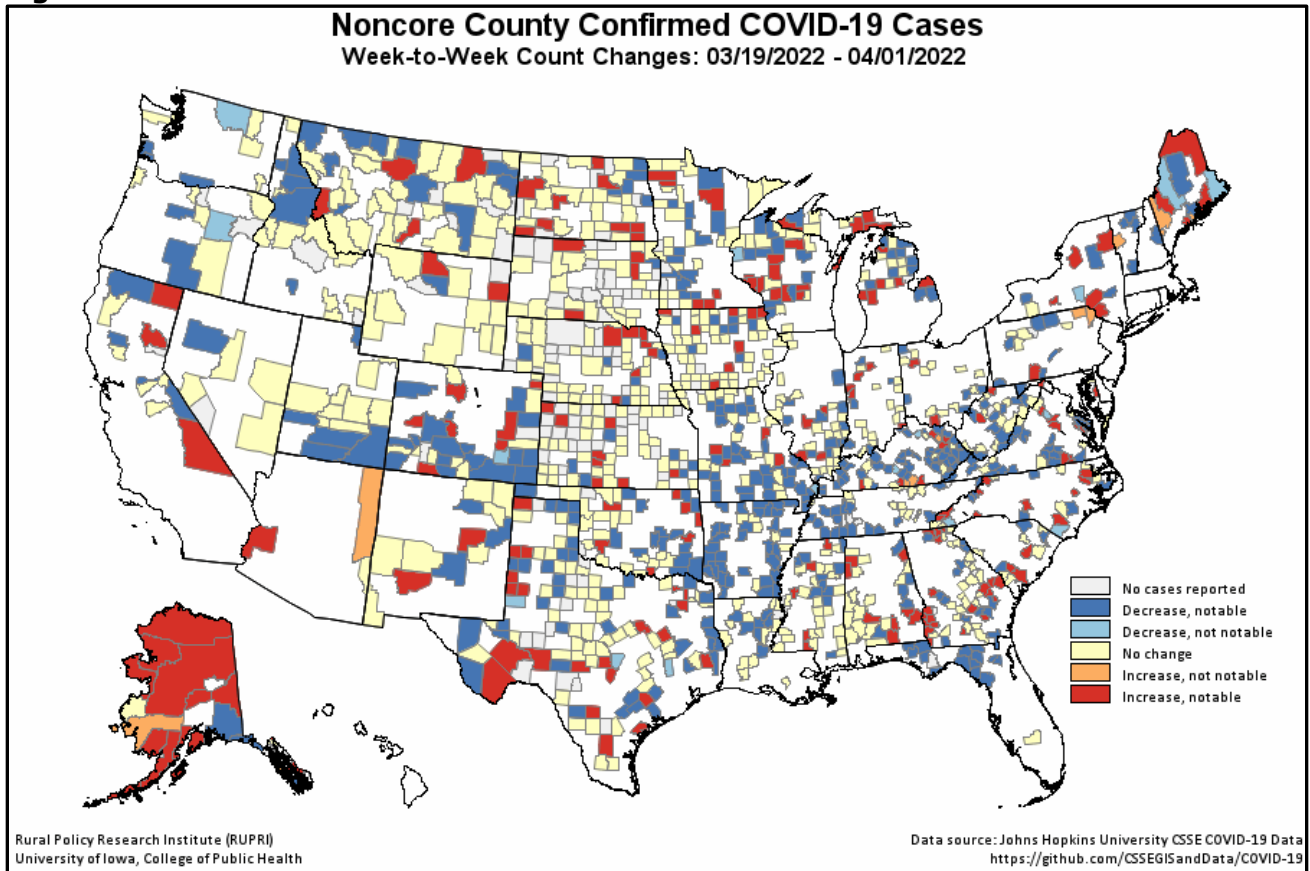 Noncore County Confirmed COVID-19 Cases
Week-to-Week Count Changes: 03/19/2022 - 04/01/2022
No cases reported
Decrease, notable
Decrease, not notable
No change
Increase, not notable
Increase, notable
Rural Policy Research Institute (RUPRI)
University of Iowa, College of Public Health
Data source: Johns Hopkins University CSSE COVID-19 Data
https://github.com/CSSEGISandData/COVID-19